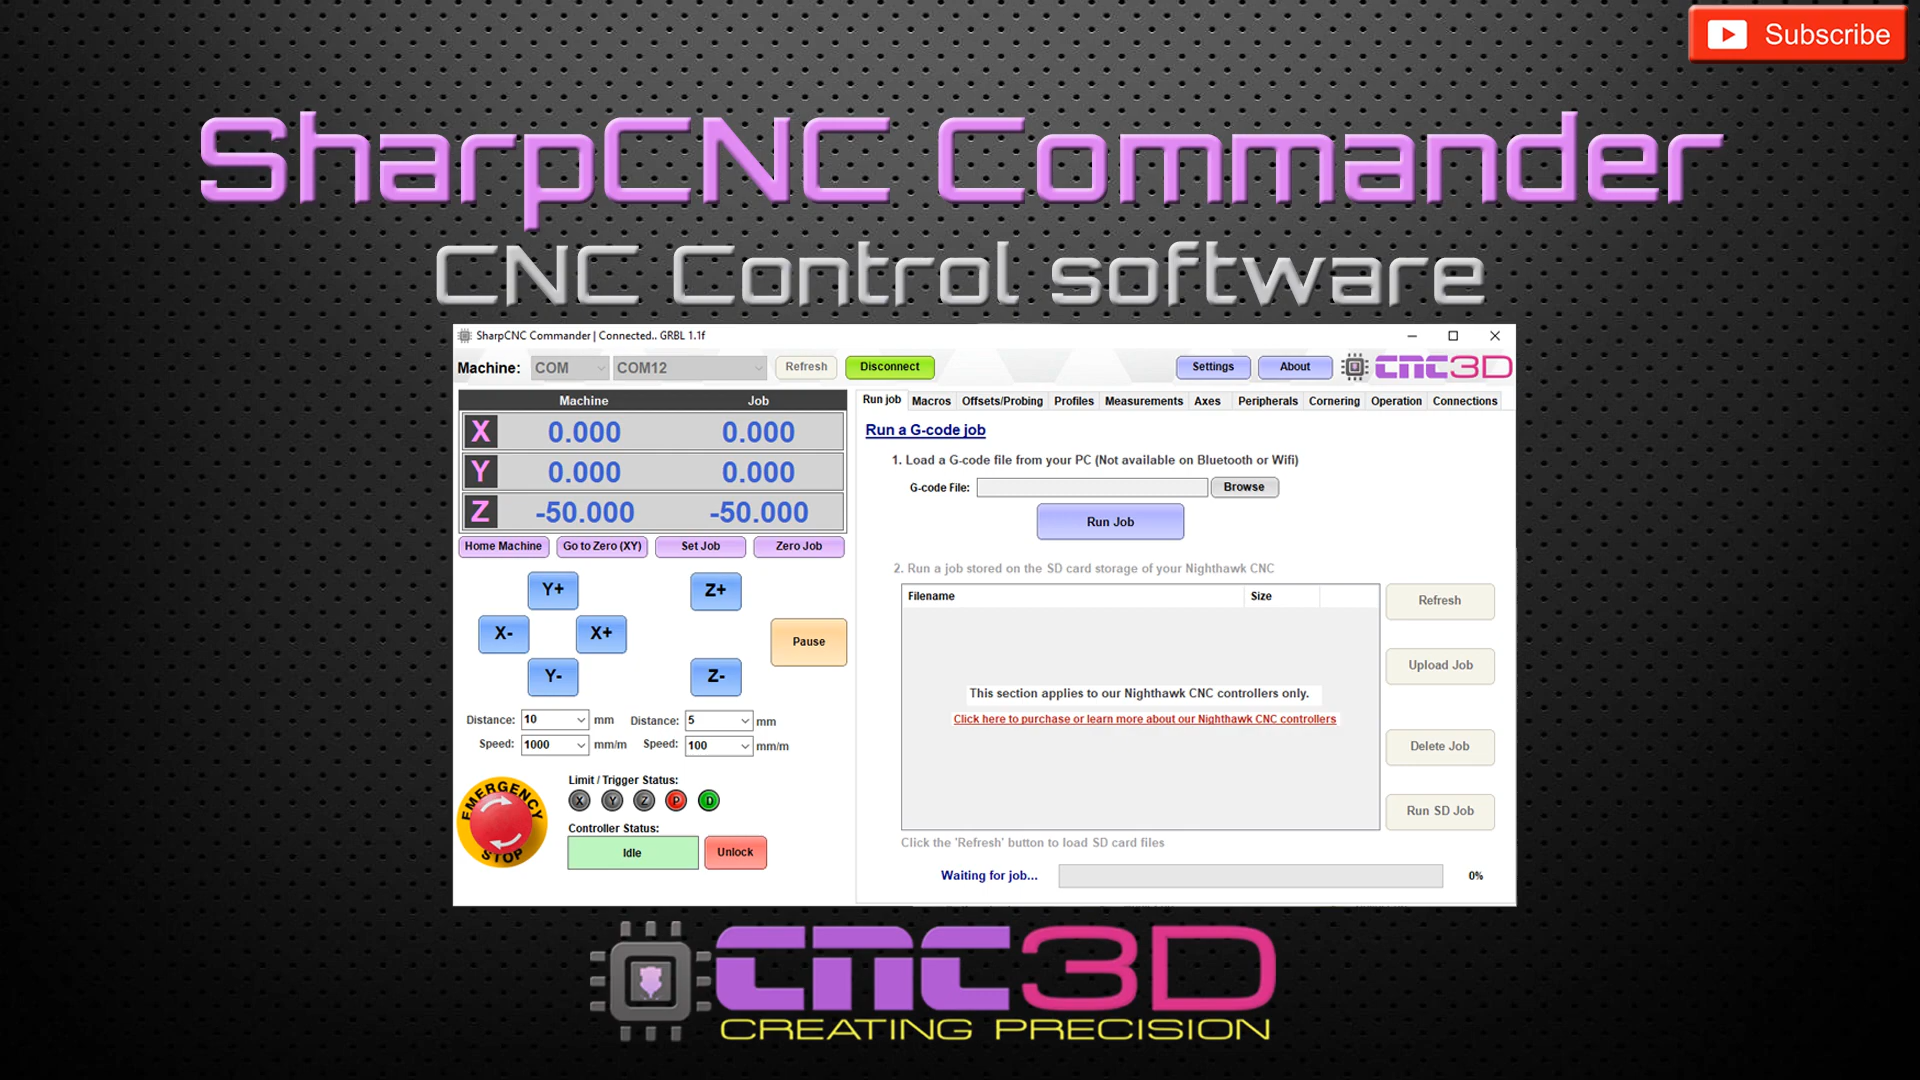 Subscribe
SharpCNC Commander
CNC Control software
SharpCNC Commander | Connected.. GRBL 1.1f
Machine: COM COM12 Refresh Disconnect Settings About CNC3D
Machine Job
X 0.000 0.000
Y 0.000 0.000
Z -50.000 -50.000
Home Machine Go to Zero (XY) Set Job Zero Job
Y+ Z+
X- X+ Pause
Y- Z-
Distance: 10 mm Distance: 5 mm
Speed: 1000 mm/m Speed: 100 mm/m
EMERGENCY
STOP
Limit / Trigger Status:
X Y Z P D
Controller Status:
Idle Unlock
Run job Macros Offsets/Probing Profiles Measurements Axes Peripherals Cornering Operation Connections
Run a G-code job
1. Load a G-code file from your PC (Not available on Bluetooth or Wifi)
G-code File: Browse
Run Job
2. Run a job stored on the SD card storage of your Nighthawk CNC
Filename Size
Refresh
Upload Job
This section applies to our Nighthawk CNC controllers only.
Click here to purchase or learn more about our Nighthawk CNC controllers
Delete Job
Run SD Job
Click the 'Refresh' button to load SD card files
Waiting for job... 0%
CNC3D
CREATING PRECISION